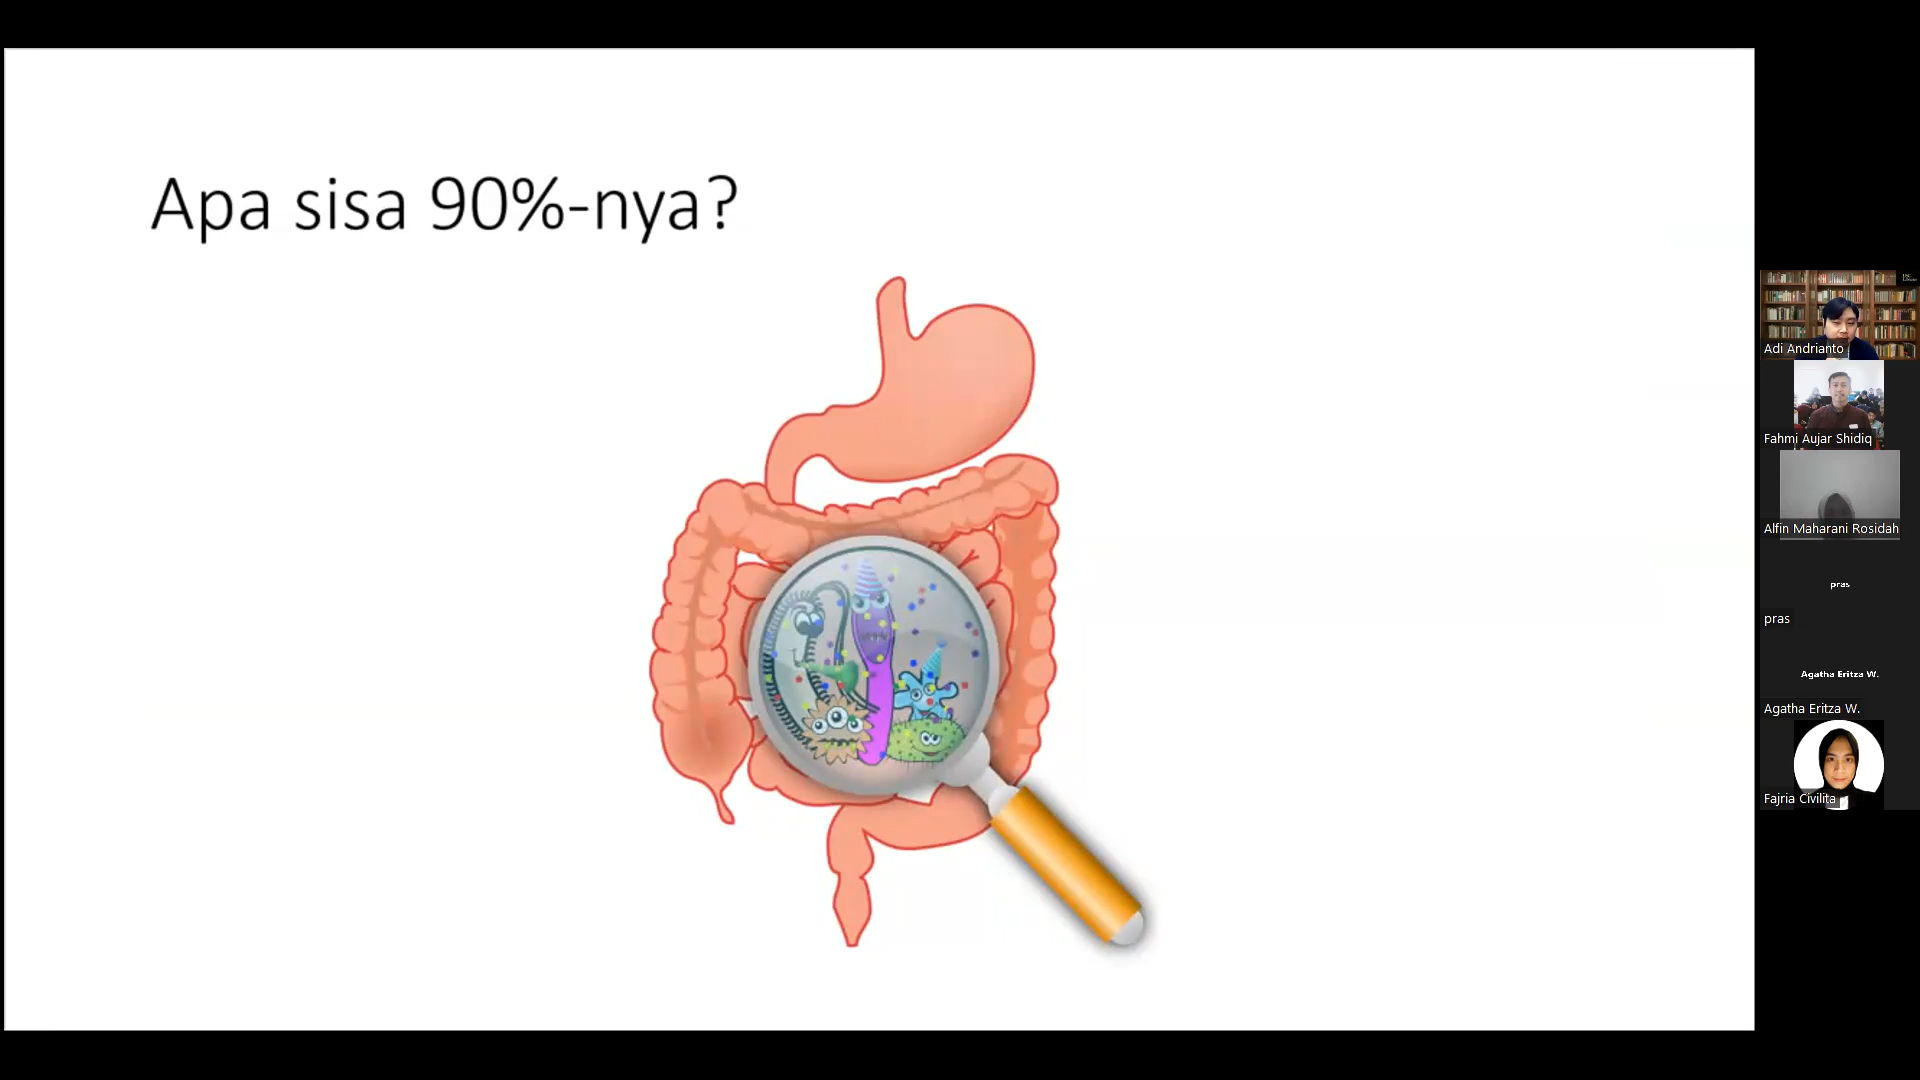 Apa sisa 90%-nya?
Adi Andrianto
Fahmi Aujar Shidiq
Alfin Maharani Rosidah
pras
pras
Agatha Eritza W.
Agatha Eritza W.
Fajria Civilita